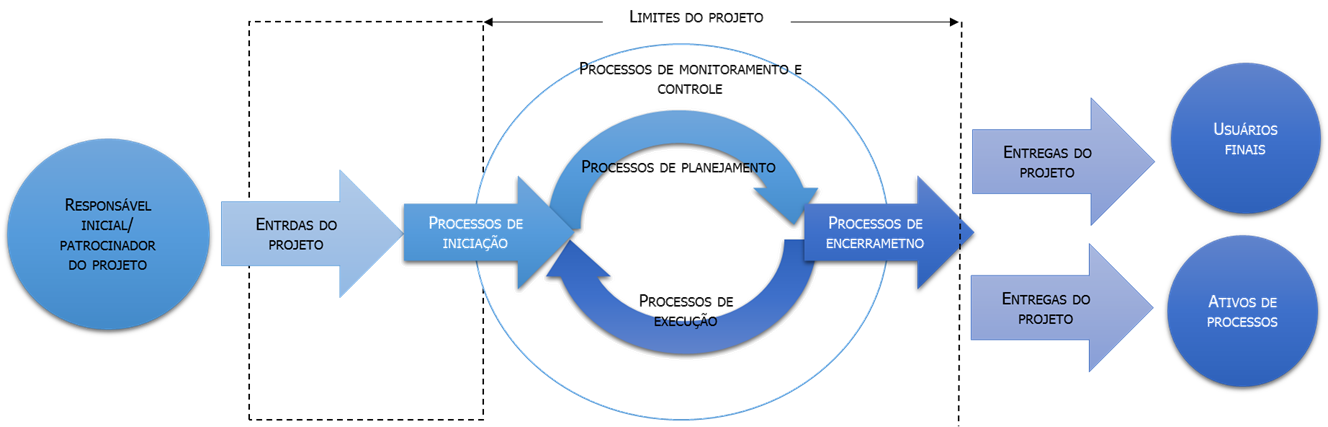 LIMITES DO PROJETO
PROCESSOS DE MONITORAMENTO E
CONTROLE
PROCESSOS DE PLANEJAMENTO
RESPONSÁVEL
INICIAL/
PATROCINADOR
DO PROJETO
ENTRDAS DO
PROJETO
PROCESSOS DE
INICIAÇÃO
PROCESSOS DE
ENCERRAMETNO
PROCESSOS DE
EXECUÇÃO
ENTREGAS DO
PROJETO
USUÁRIOS
FINAIS
ENTREGAS DO
PROJETO
ATIVOS DE
PROCESSOS